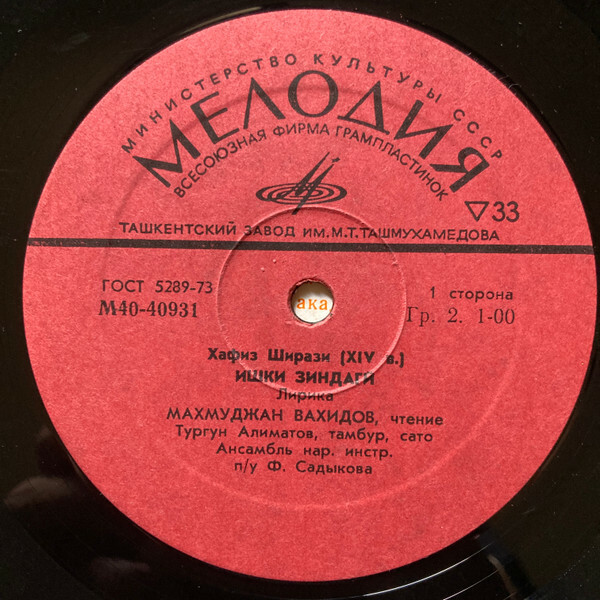 МИНИСТЕРСТВО КУЛЬТУРЫ СССР
МЕЛОДИЯ
ВСЕСОЮЗНАЯ ФИРМА ГРАМПЛАСТИНОК
▽33
ТАШКЕНТСКИЙ ЗАВОД ИМ. М.Т.ТАШМУХАМЕДОВА
ГОСТ 5289-73
М40-40931
ака
1 сторона
Гр. 2. 1-00
Хафиз Ширази (XIV в.)
ИШКИ ЗИНДАГИ
Лирика
МАХМУДЖАН ВАХИДОВ, чтение
Тургун Алиматов, тамбур, сато
Ансамбль нар. инстр.
п/у Ф. Садыкова